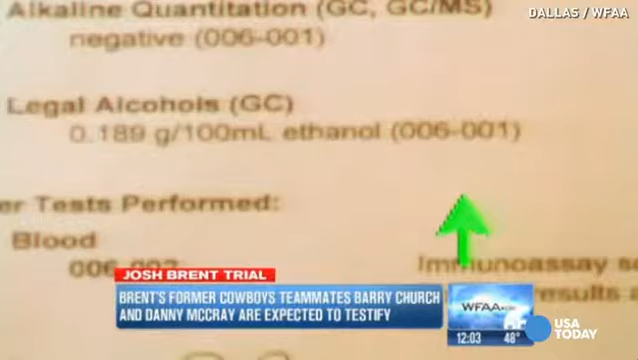 DALLAS / WFAA
Alkaline Quantitation (GC, GC/MS)
negative (006-001)
Legal Alcohols (GC)
0.189 g/100mL ethanol (006-001)
er Tests Performed:
Blood
Immunoassay s
results
JOSH BRENT TRIAL
BRENT'S FORMER COWBOYS TEAMMATES BARRY CHURCH
AND DANNY MCCRAY ARE EXPECTED TO TESTIFY
WFAA.COM
12:03 48°
USA
TODAY